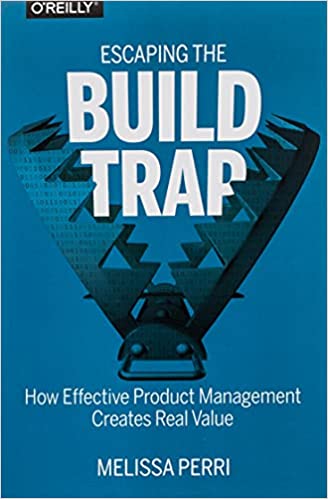 O'REILLY®
ESCAPING THE
BUILD
TRAP
How Effective Product Management
Creates Real Value
MELISSA PERRI